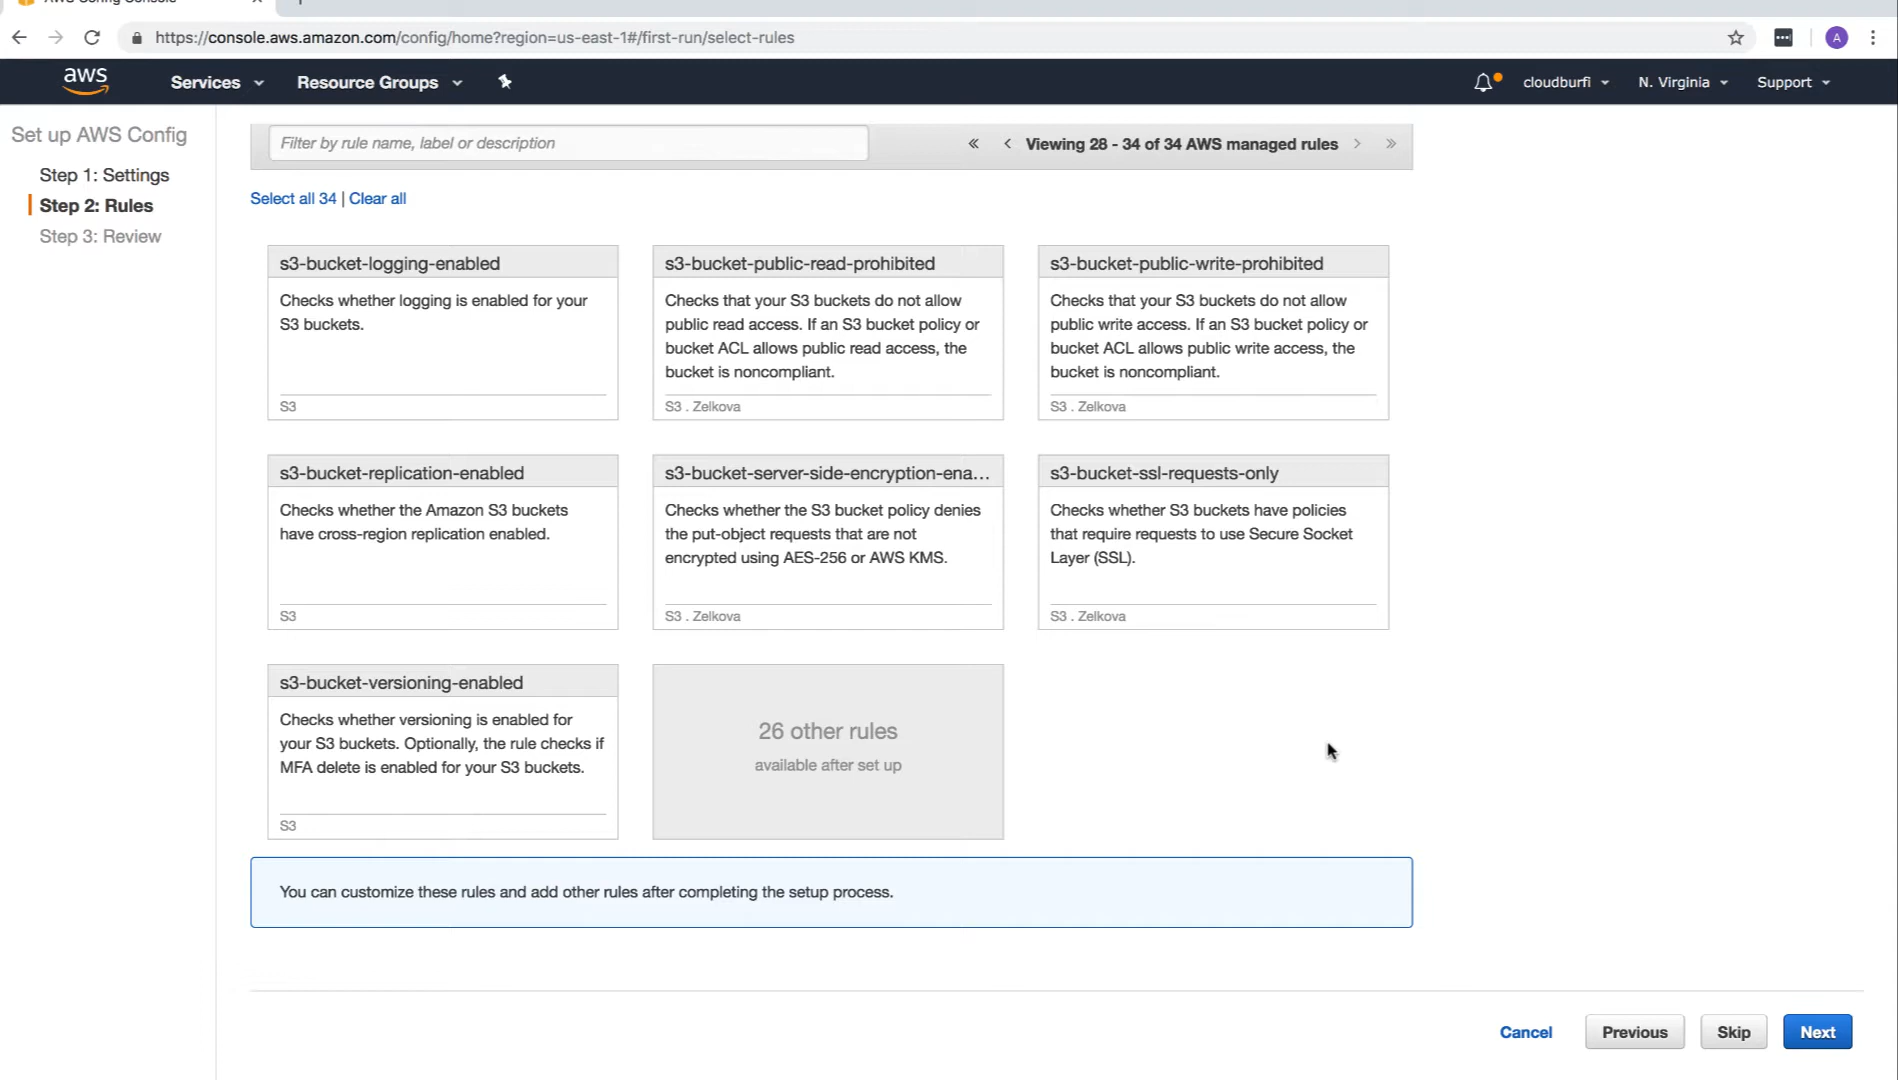 AWS Config Console
https://console.aws.amazon.com/config/home?region=us-east-1#/first-run/select-rules
A
aws
Services
Resource Groups
cloudburfi
N. Virginia
Support
Set up AWS Config
Step 1: Settings
Step 2: Rules
Step 3: Review
Filter by rule name, label or description
« < Viewing 28 - 34 of 34 AWS managed rules > »
Select all 34 | Clear all
s3-bucket-logging-enabled
Checks whether logging is enabled for your
S3 buckets.
S3
s3-bucket-public-read-prohibited
Checks that your S3 buckets do not allow
public read access. If an S3 bucket policy or
bucket ACL allows public read access, the
bucket is noncompliant.
S3 . Zelkova
s3-bucket-public-write-prohibited
Checks that your S3 buckets do not allow
public write access. If an S3 bucket policy or
bucket ACL allows public write access, the
bucket is noncompliant.
S3 . Zelkova
s3-bucket-replication-enabled
Checks whether the Amazon S3 buckets
have cross-region replication enabled.
S3
s3-bucket-server-side-encryption-ena...
Checks whether the S3 bucket policy denies
the put-object requests that are not
encrypted using AES-256 or AWS KMS.
S3 . Zelkova
s3-bucket-ssl-requests-only
Checks whether S3 buckets have policies
that require requests to use Secure Socket
Layer (SSL).
S3 . Zelkova
s3-bucket-versioning-enabled
Checks whether versioning is enabled for
your S3 buckets. Optionally, the rule checks if
MFA delete is enabled for your S3 buckets.
S3
26 other rules
available after set up
You can customize these rules and add other rules after completing the setup process.
Cancel
Previous
Skip
Next